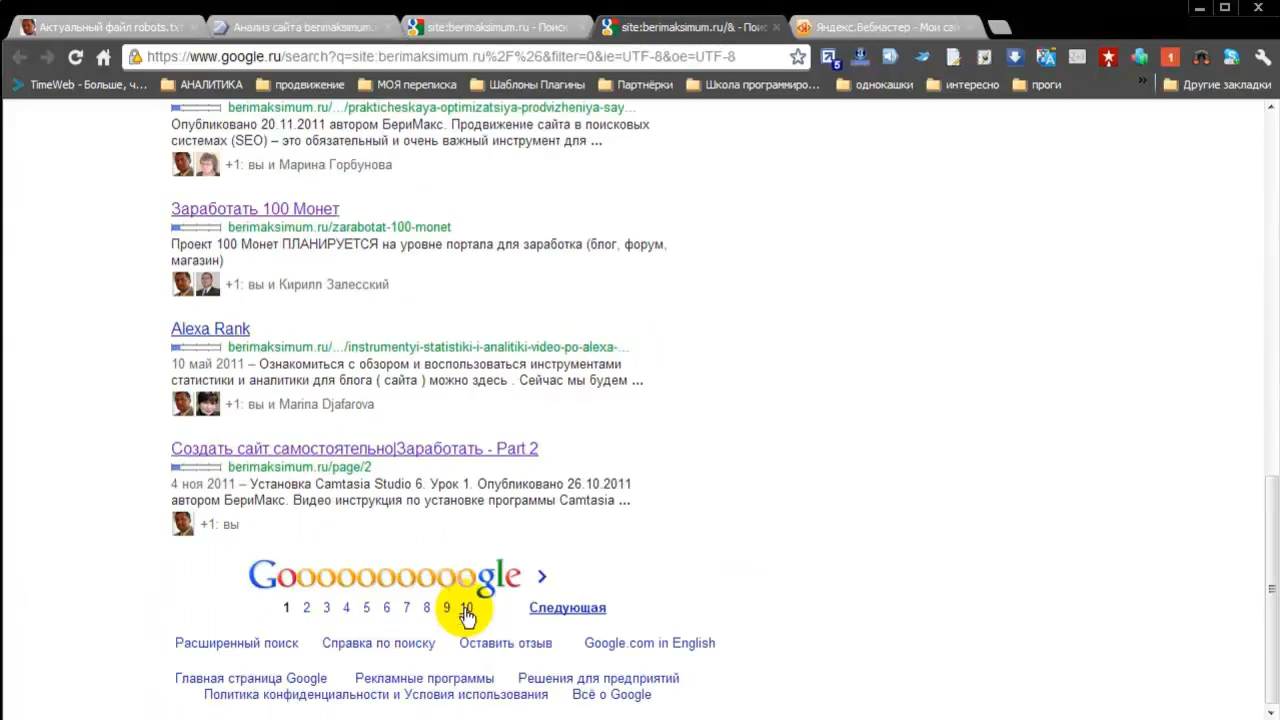 Актуальный файл robots.txt
Анализ сайта berimaksimum.
site:berimaksimum.ru - Поиск
site:berimaksimum.ru/& - Пои
Яндекс.Вебмастер - Мои сай
https://www.google.ru/search?q=site:berimaksimum.ru%2F%26&filter=0&ie=UTF-8&oe=UTF-8
5
1
TimeWeb - Больше, ч...
АНАЛИТИКА
продвижение
МОЯ переписка
Шаблоны Плагины
Партнёрки
Школа программиро...
»
однокашки
интересно
проги
Другие закладки
berimaksimum.ru/.../prakticheskaya-optimizatsiya-prodvizheniya-say...
Опубликовано 20.11.2011 автором БериМакс. Продвижение сайта в поисковых
системах (SEO) – это обязательный и очень важный инструмент для ...
+1: вы и Марина Горбунова
Заработать 100 Монет
berimaksimum.ru/zarabotat-100-monet
Проект 100 Монет ПЛАНИРУЕТСЯ на уровне портала для заработка (блог, форум,
магазин)
+1: вы и Кирилл Залесский
Alexa Rank
berimaksimum.ru/.../instrumentyi-statistiki-i-analitiki-video-po-alexa-...
10 май 2011 – Ознакомиться с обзором и воспользоваться инструментами
статистики и аналитики для блога ( сайта ) можно здесь . Сейчас мы будем ...
+1: вы и Marina Djafarova
Создать сайт самостоятельно|Заработать - Part 2
berimaksimum.ru/page/2
4 ноя 2011 – Установка Camtasia Studio 6. Урок 1. Опубликовано 26.10.2011
автором БериМакс. Видео инструкция по установке программы Camtasia ...
+1: вы
Goooooooooogle >
1 2 3 4 5 6 7 8 9 10 Следующая
Расширенный поиск Справка по поиску Оставить отзыв Google.com in English
Главная страница Google Рекламные программы Решения для предприятий
Политика конфиденциальности и Условия использования Всё о Google